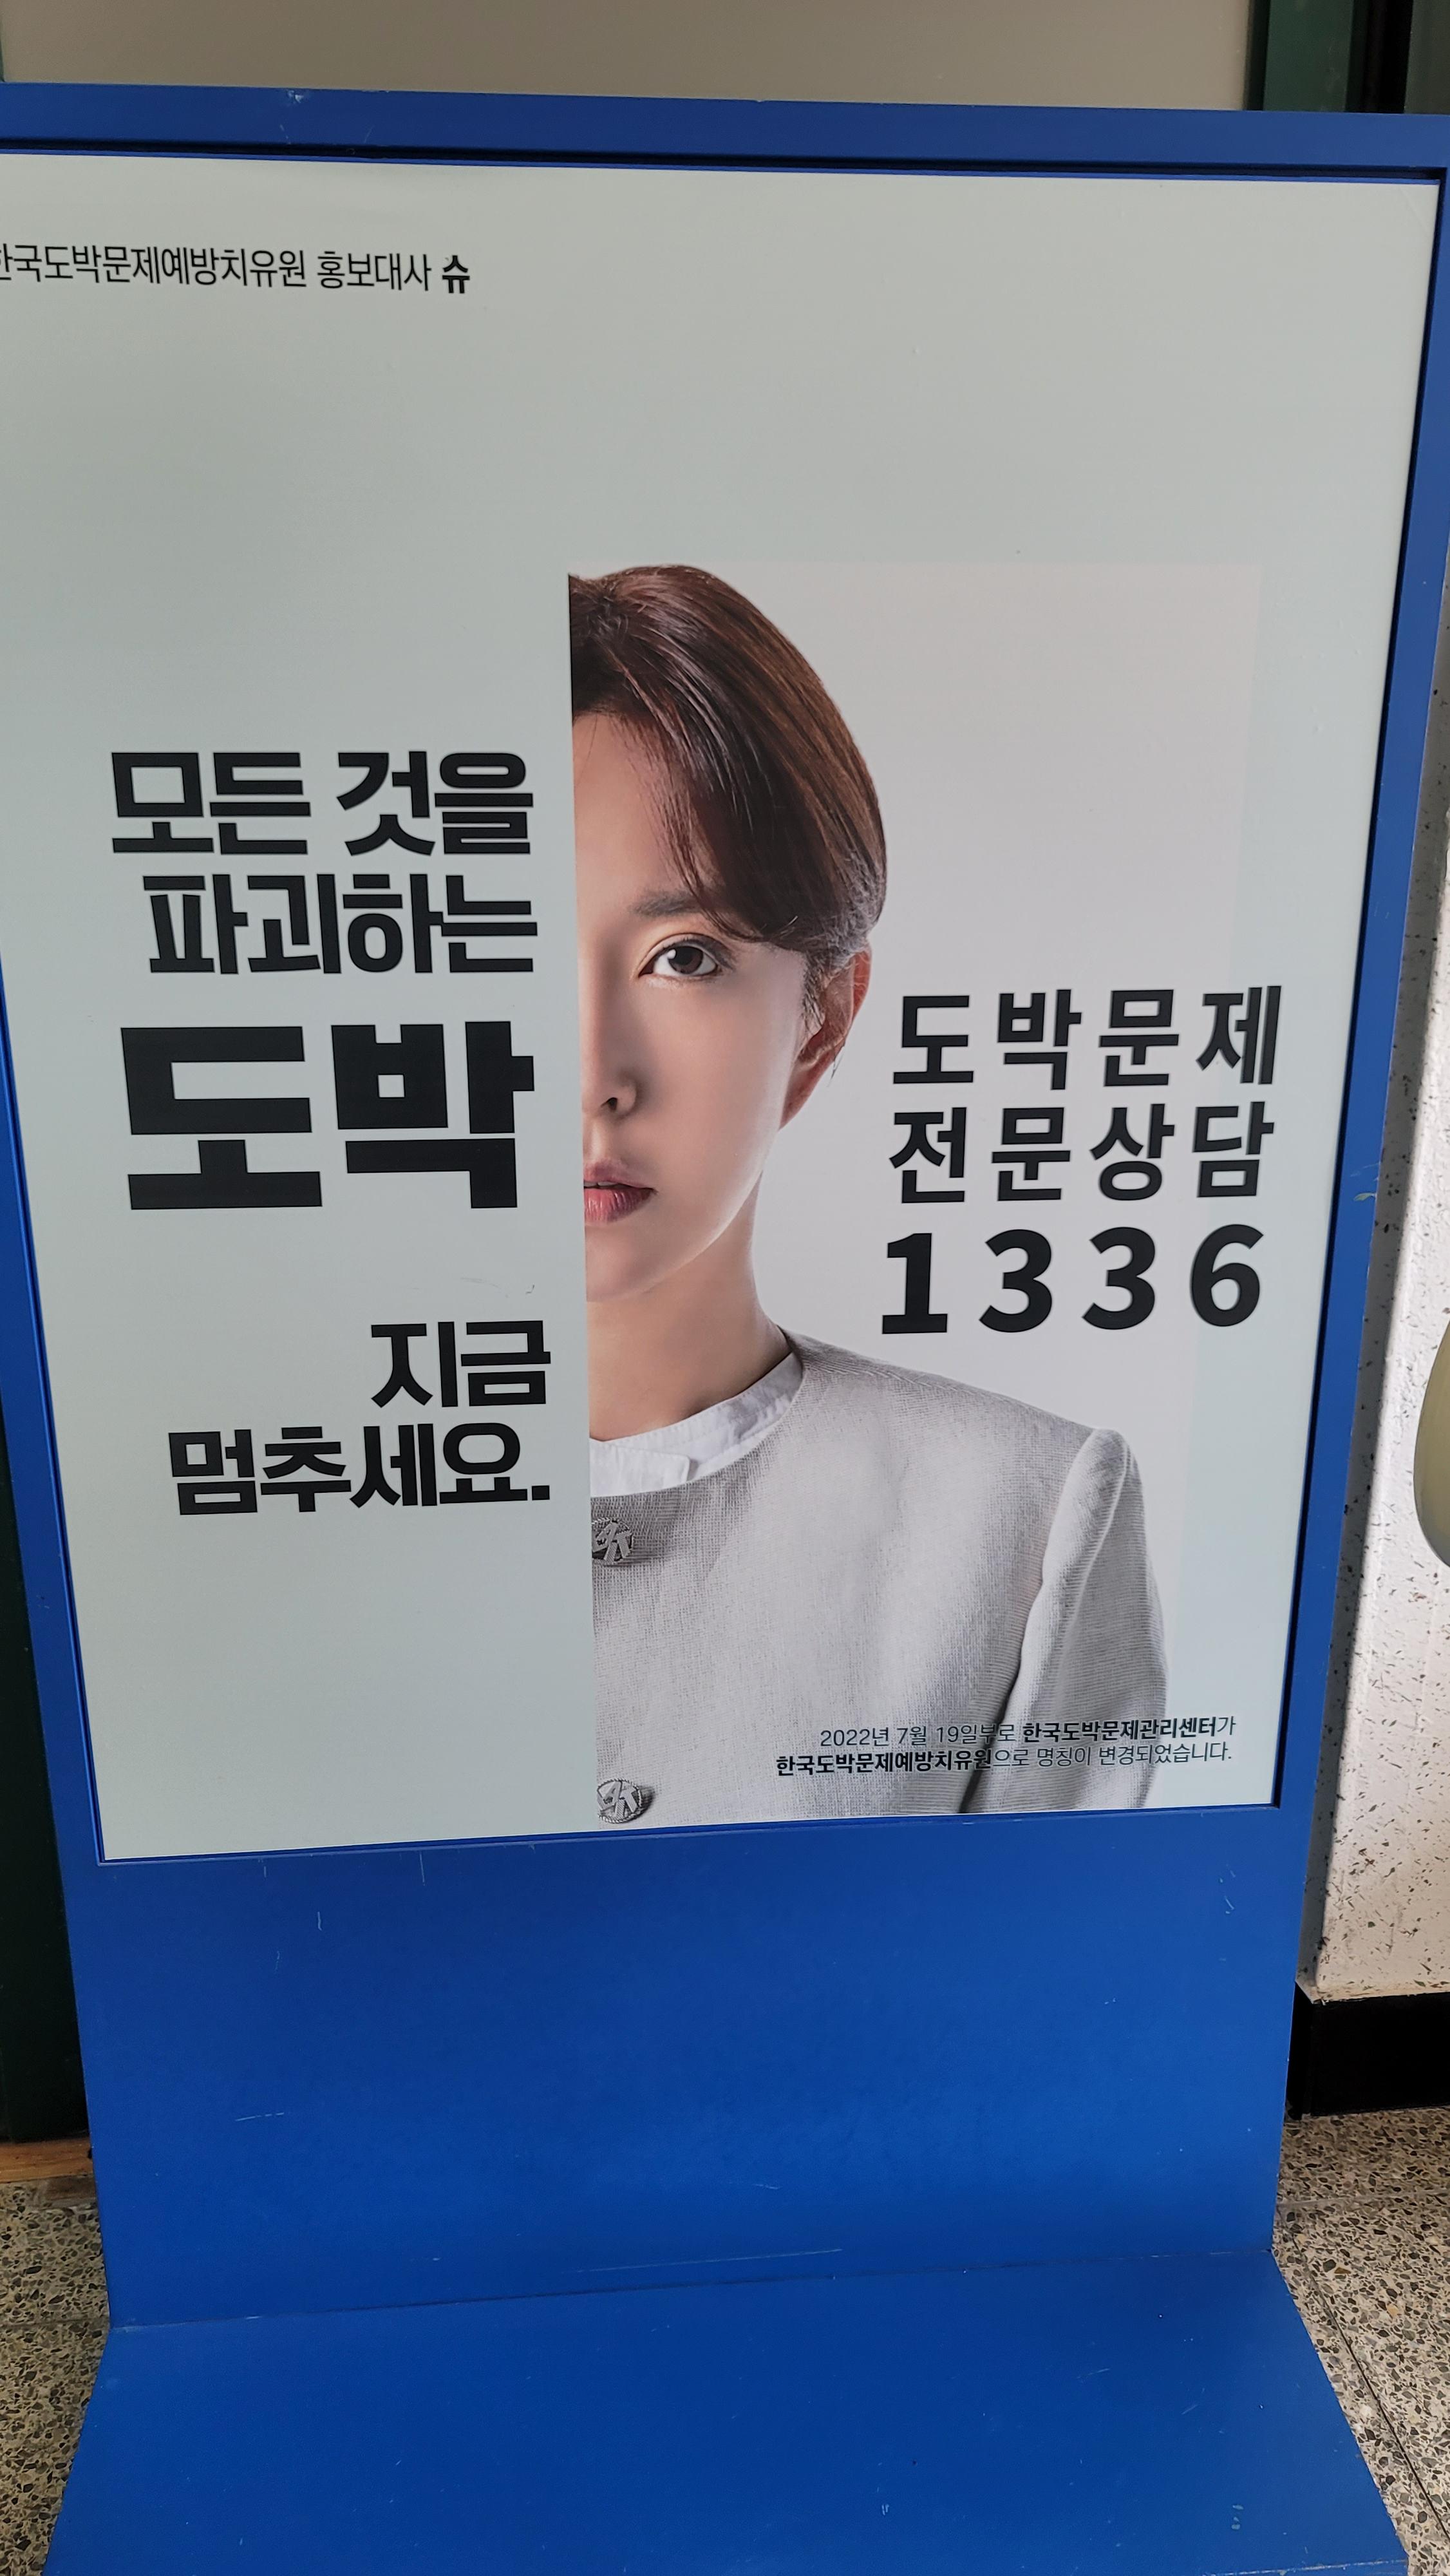 한국도박문제예방치유원 홍보대사 슈
모든 것을
파괴하는
도박
지금
멈추세요.
도박문제
전문상담
1336
2022년 7월 19일부로 한국도박문제관리센터가
한국도박문제예방치유원으로 명칭이 변경되었습니다.